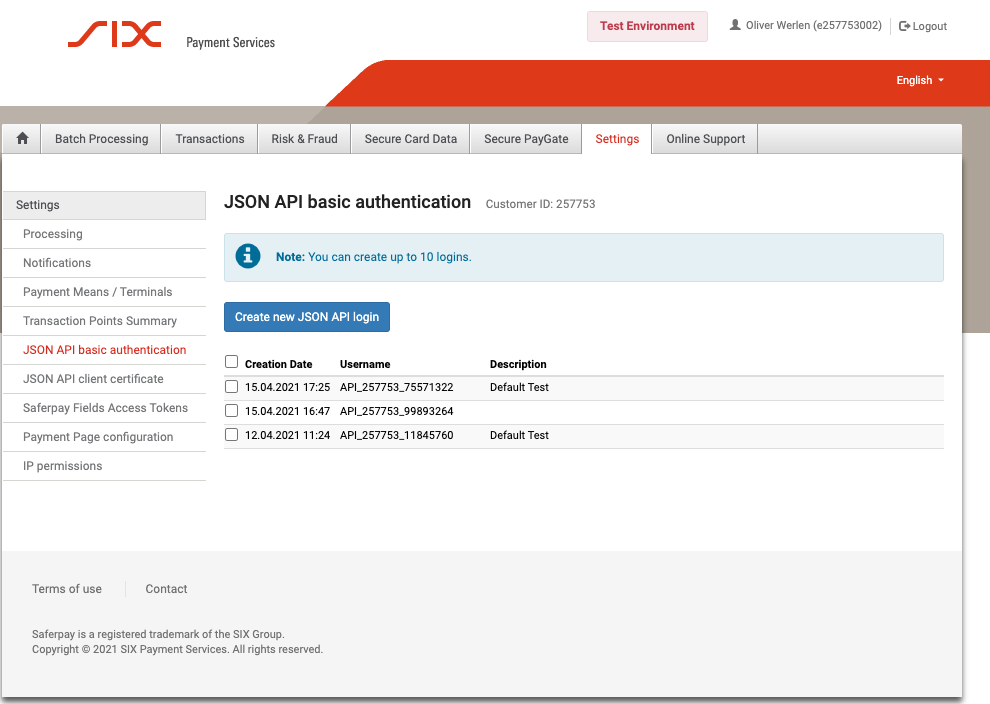 SIX Payment Services
Test Environment
Oliver Werlen (e257753002)
Logout
English
Batch Processing
Transactions
Risk & Fraud
Secure Card Data
Secure PayGate
Settings
Online Support
Settings
Processing
Notifications
Payment Means / Terminals
Transaction Points Summary
JSON API basic authentication
JSON API client certificate
Saferpay Fields Access Tokens
Payment Page configuration
IP permissions
JSON API basic authentication Customer ID: 257753
Note: You can create up to 10 logins.
Create new JSON API login
Creation Date Username Description
15.04.2021 17:25 API_257753_75571322 Default Test
15.04.2021 16:47 API_257753_99893264
12.04.2021 11:24 API_257753_11845760 Default Test
Terms of use
Contact
Saferpay is a registered trademark of the SIX Group.
Copyright © 2021 SIX Payment Services. All rights reserved.